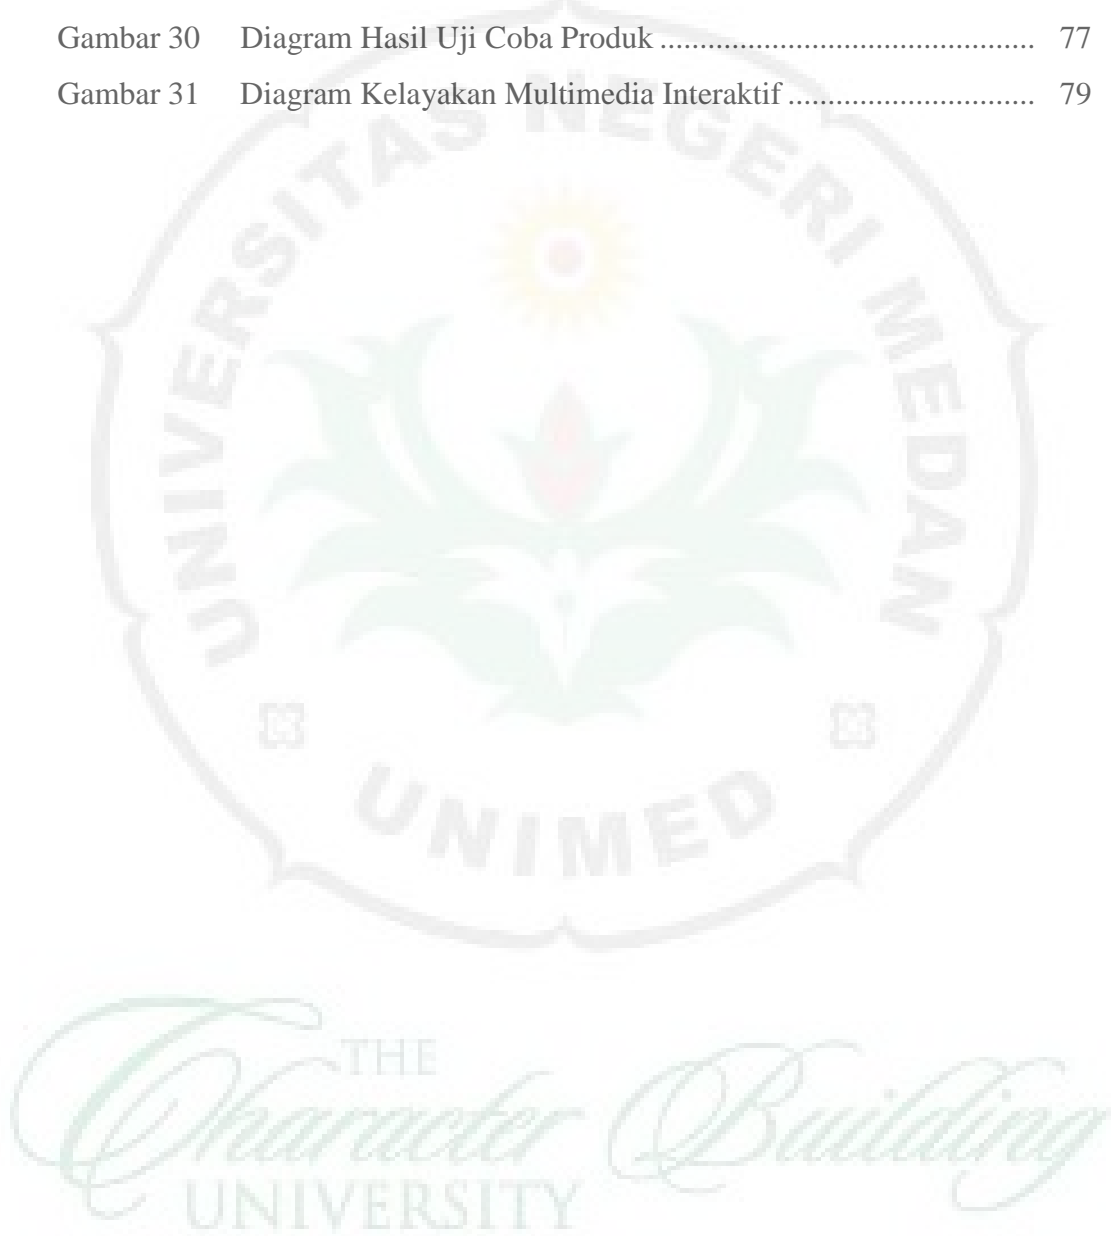 Gambar 30 Diagram Hasil Uji Coba Produk .............................................. 77
Gambar 31 Diagram Kelayakan Multimedia Interaktif .............................. 79
UNIVERSITAS NEGERI MEDAN
UNIMED
THE
Character Building
UNIVERSITY